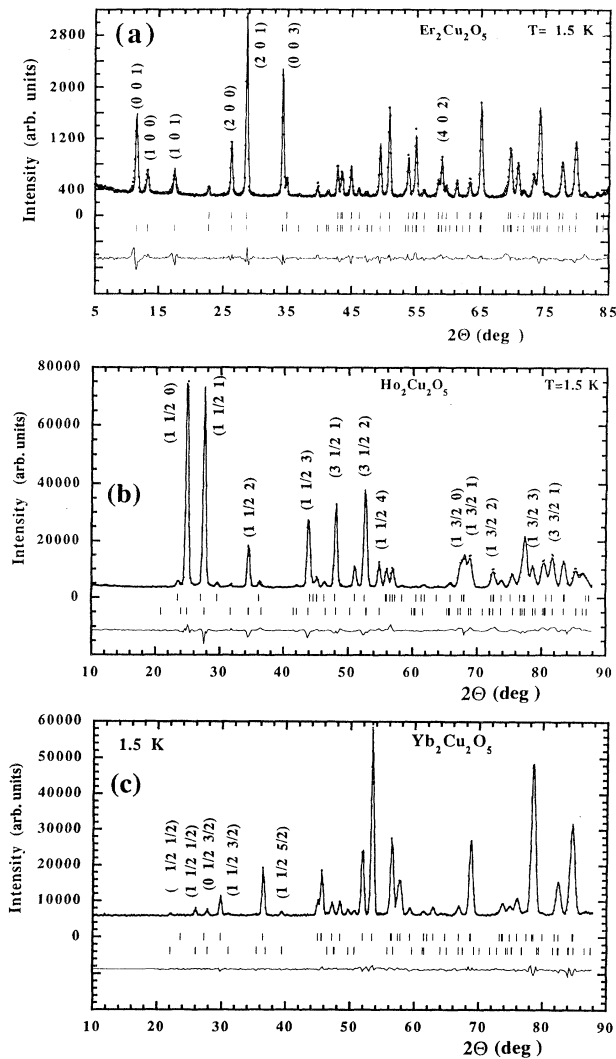 (a)
Er2Cu2O5
T= 1.5 K
Intensity (arb. units)
2800
2000
1200
400
0
(0 0 1)
(1 0 0)
(1 0 1)
(2 0 0)
(2 0 1)
(0 0 3)
(4 0 2)
5 15 25 35 45 55 65 75 85
2Θ (deg )
(b)
Ho2Cu2O5
T=1.5 K
Intensity (arb. units)
80000
60000
40000
20000
0
(1 1/2 0)
(1 1/2 1)
(1 1/2 2)
(1 1/2 3)
(3 1/2 1)
(3 1/2 2)
(1 1/2 4)
(1 3/2 0)
(1 3/2 1)
(1 3/2 2)
(1 3/2 3)
(3 3/2 1)
10 20 30 40 50 60 70 80 90
2Θ (deg )
1.5 K
Yb2Cu2O5
(c)
Intensity (arb. units)
60000
50000
40000
30000
20000
10000
0
( 1/2 1/2)
(1 1/2 1/2)
(0 1/2 3/2)
(1 1/2 3/2)
(1 1/2 5/2)
10 20 30 40 50 60 70 80 90
2Θ (deg )